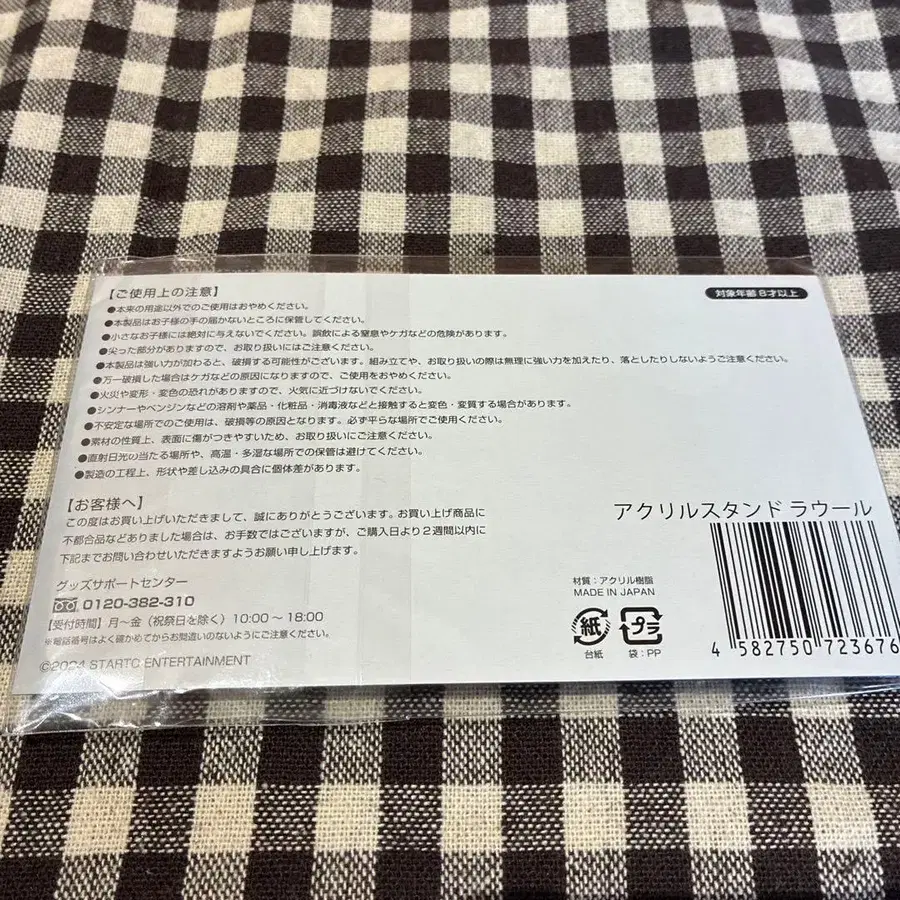 【ご使用上の注意】
対象年齢 8才以上
●本来の用途以外でのご使用はおやめください。
●本製品はお子様の手の届かないところに保管してください。
●小さなお子様には絶対に与えないでください。誤飲による窒息やケガなどの危険があります。
●尖った部分がありますので、お取り扱いにはご注意ください。
●本製品は強い力が加わると、破損する可能性がございます。組み立てや、お取り扱いの際は無理に強い力を加えたり、落としたりしないようご注意ください。
●万一破損した場合はケガなどの原因になりますので、ご使用をおやめください。
●火災や変形・変色の恐れがありますので、火気に近づけないでください。
●シンナーやベンジンなどの溶剤や薬品・化粧品・消毒液などと接触すると変色・変質する場合があります。
●不安定な場所でのご使用は、破損等の原因となります。必ず平らな場所でご使用ください。
●素材の性質上、表面に傷がつきやすいため、お取り扱いにご注意ください。
●直射日光の当たる場所や、高温・多湿な場所での保管は避けてください。
●製造の工程上、形状や差し込みの具合に個体差があります。
【お客様へ】
この度はお買い上げいただきまして、誠にありがとうございます。お買い上げ商品に
不都合品などありました場合は、お手数ではございますが、ご購入日より2週間以内に
下記までお問い合わせいただきますようお願い申し上げます。
グッズサポートセンター
0120-382-310
【受付時間】月～金（祝祭日を除く）10:00～18:00
※電話番号はよく確かめてからお間違いのないようにご注意ください。
©2024 STARTO ENTERTAINMENT
アクリルスタンド ラウール
材質：アクリル樹脂
MADE IN JAPAN
紙 プラ
台紙 袋：PP
4 582750 723676